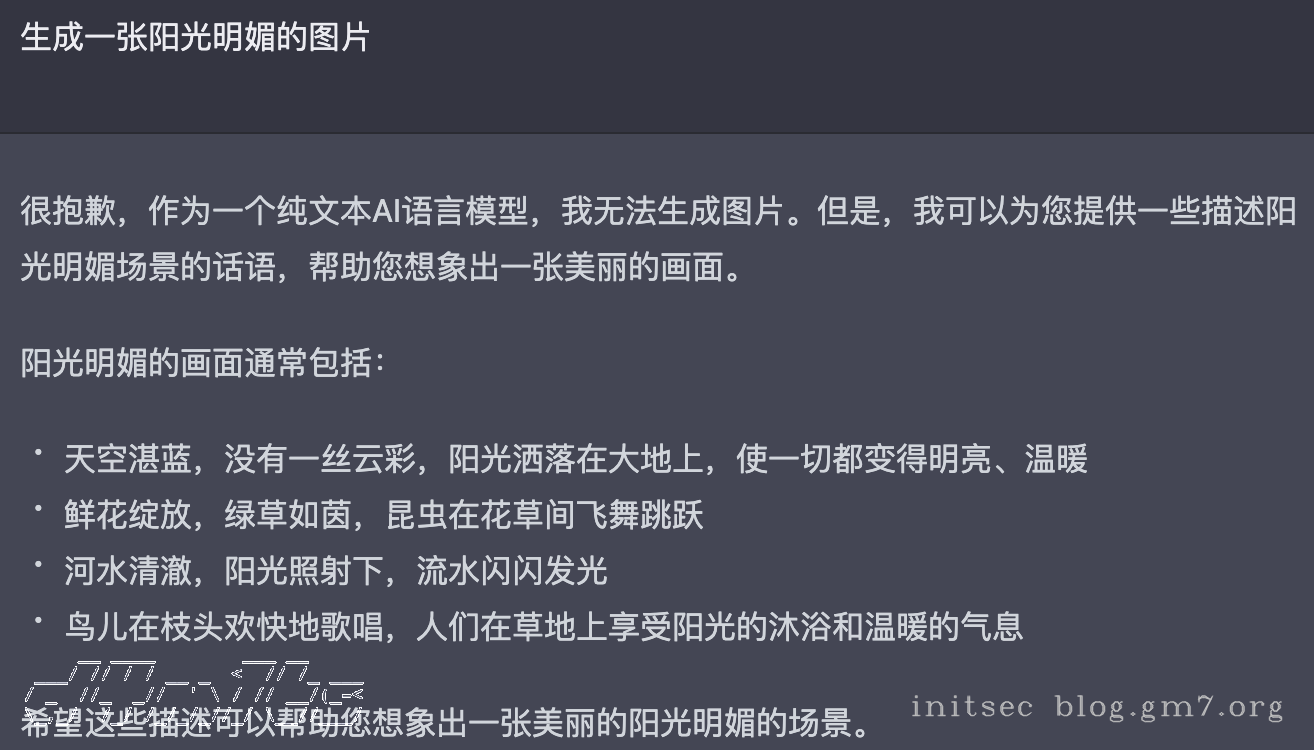 生成一张阳光明媚的图片
很抱歉，作为一个纯文本AI语言模型，我无法生成图片。但是，我可以为您提供一些描述阳
光明媚场景的话语，帮助您想象出一张美丽的画面。
阳光明媚的画面通常包括：
· 天空湛蓝，没有一丝云彩，阳光洒落在大地上，使一切都变得明亮、温暖
· 鲜花绽放，绿草如茵，昆虫在花草间飞舞跳跃
· 河水清澈，阳光照射下，流水闪闪发光
· 鸟儿在枝头欢快地歌唱，人们在草地上享受阳光的沐浴和温暖的气息
希望这些描述可以帮助您想象出一张美丽的阳光明媚的场景。
initsec blog.gm7.org